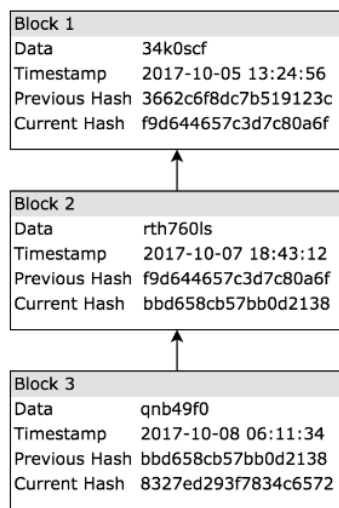 Block 1
Data 34k0scf
Timestamp 2017-10-05 13:24:56
Previous Hash 3662c6f8dc7b519123c
Current Hash f9d644657c3d7c80a6f
Block 2
Data rth760ls
Timestamp 2017-10-07 18:43:12
Previous Hash f9d644657c3d7c80a6f
Current Hash bbd658cb57bb0d2138
Block 3
Data qnb49f0
Timestamp 2017-10-08 06:11:34
Previous Hash bbd658cb57bb0d2138
Current Hash 8327ed293f7834c6572